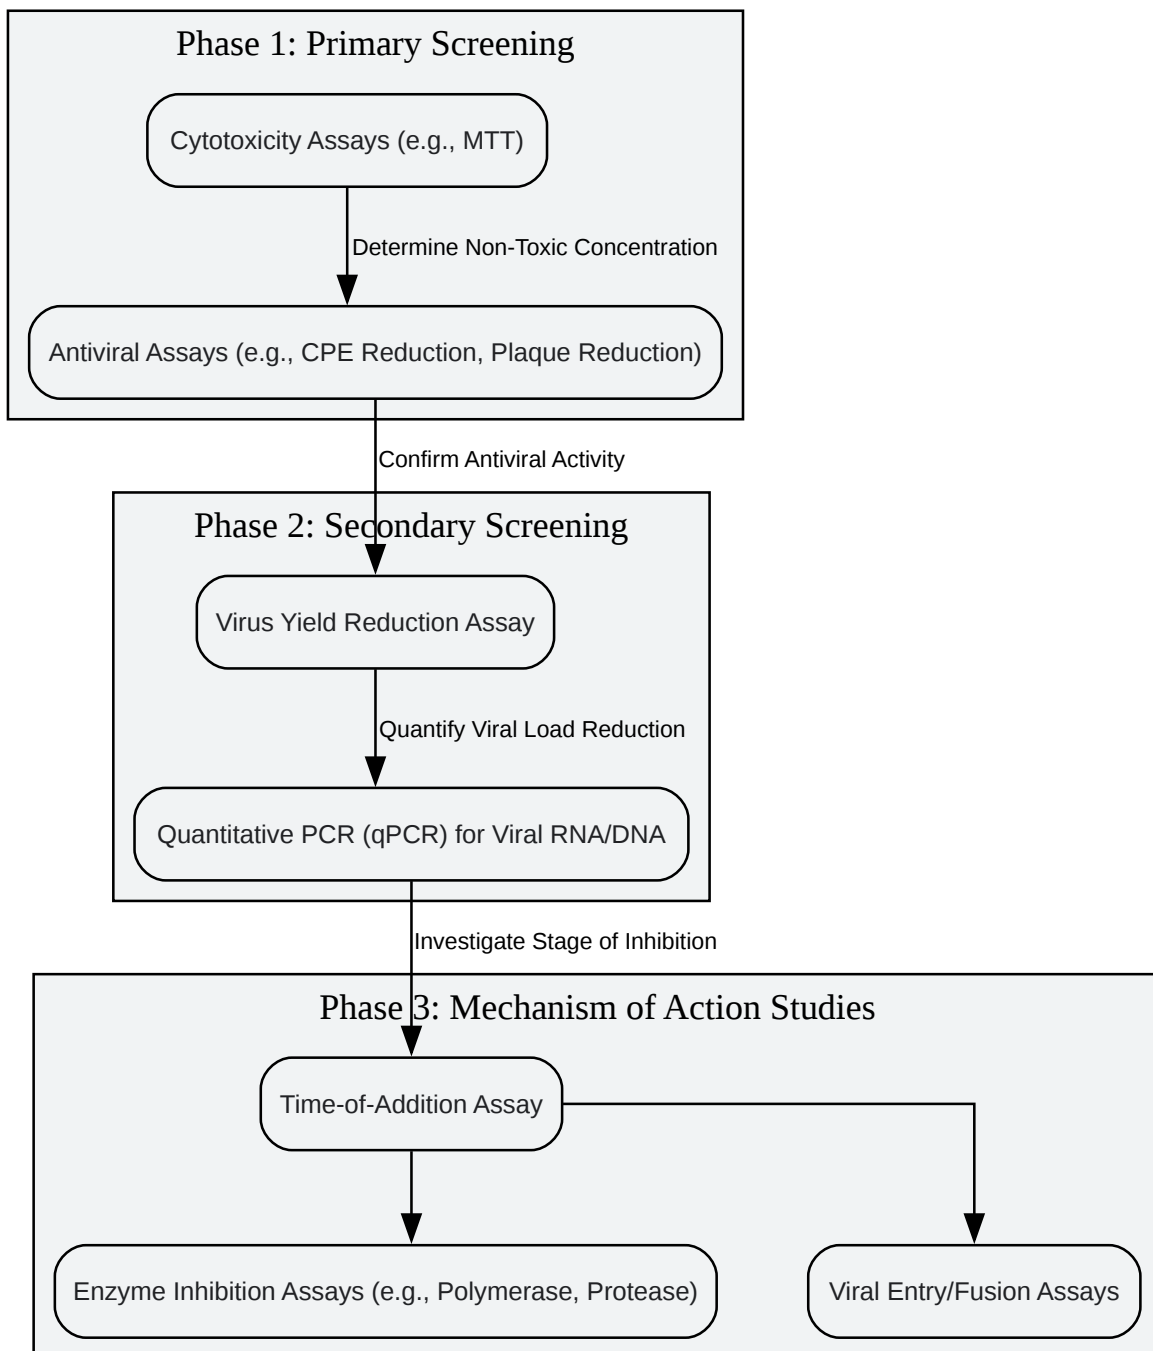 Phase 1: Primary Screening
Cytotoxicity Assays (e.g., MTT)
Determine Non-Toxic Concentration
Antiviral Assays (e.g., CPE Reduction, Plaque Reduction)
Confirm Antiviral Activity
Phase 2: Secondary Screening
Virus Yield Reduction Assay
Quantify Viral Load Reduction
Quantitative PCR (qPCR) for Viral RNA/DNA
Investigate Stage of Inhibition
Phase 3: Mechanism of Action Studies
Time-of-Addition Assay
Enzyme Inhibition Assays (e.g., Polymerase, Protease)
Viral Entry/Fusion Assays